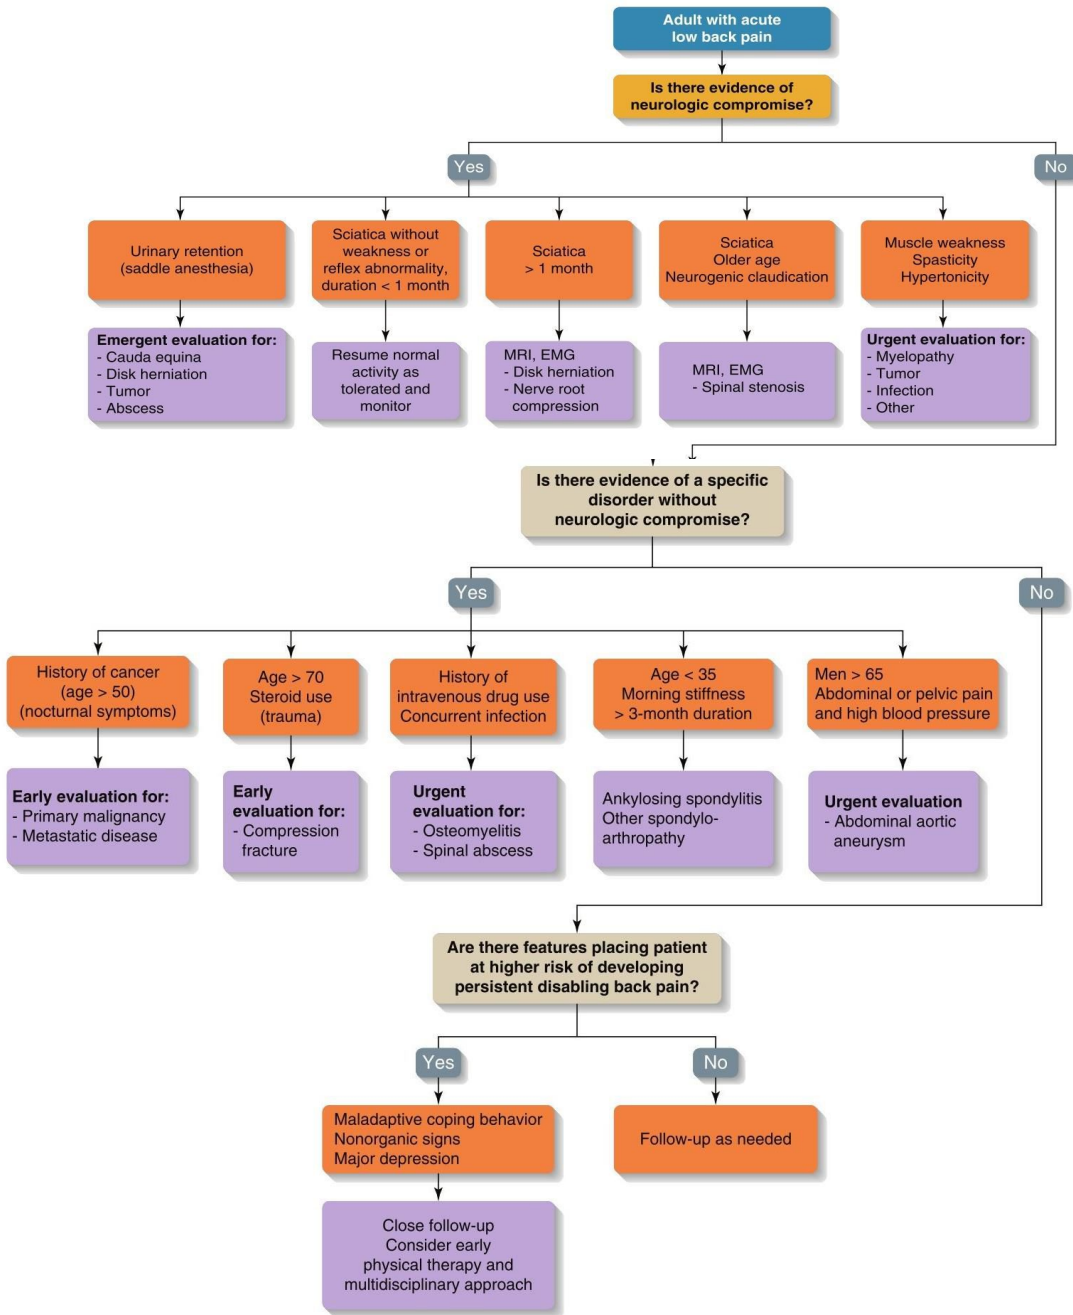 Adult with acute
low back pain
Is there evidence of
neurologic compromise?
Yes
No
Urinary retention
(saddle anesthesia)
Sciatica without
weakness or
reflex abnormality,
duration < 1 month
Sciatica
> 1 month
Sciatica
Older age
Neurogenic claudication
Muscle weakness
Spasticity
Hypertonicity
Emergent evaluation for:
- Cauda equina
- Disk herniation
- Tumor
- Abscess
Resume normal
activity as
tolerated and
monitor
MRI, EMG
- Disk herniation
- Nerve root
compression
MRI, EMG
- Spinal stenosis
Urgent evaluation for:
- Myelopathy
- Tumor
- Infection
- Other
Is there evidence of a specific
disorder without
neurologic compromise?
Yes
No
History of cancer
(age > 50)
(nocturnal symptoms)
Age > 70
Steroid use
(trauma)
History of
intravenous drug use
Concurrent infection
Age < 35
Morning stiffness
> 3-month duration
Men > 65
Abdominal or pelvic pain
and high blood pressure
Early evaluation for:
- Primary malignancy
- Metastatic disease
Early
evaluation for:
- Compression
fracture
Urgent
evaluation for:
- Osteomyelitis
- Spinal abscess
Ankylosing spondylitis
Other spondylo-
arthropathy
Urgent evaluation
- Abdominal aortic
aneurysm
Are there features placing patient
at higher risk of developing
persistent disabling back pain?
Yes
No
Maladaptive coping behavior
Nonorganic signs
Major depression
Follow-up as needed
Close follow-up
Consider early
physical therapy and
multidisciplinary approach